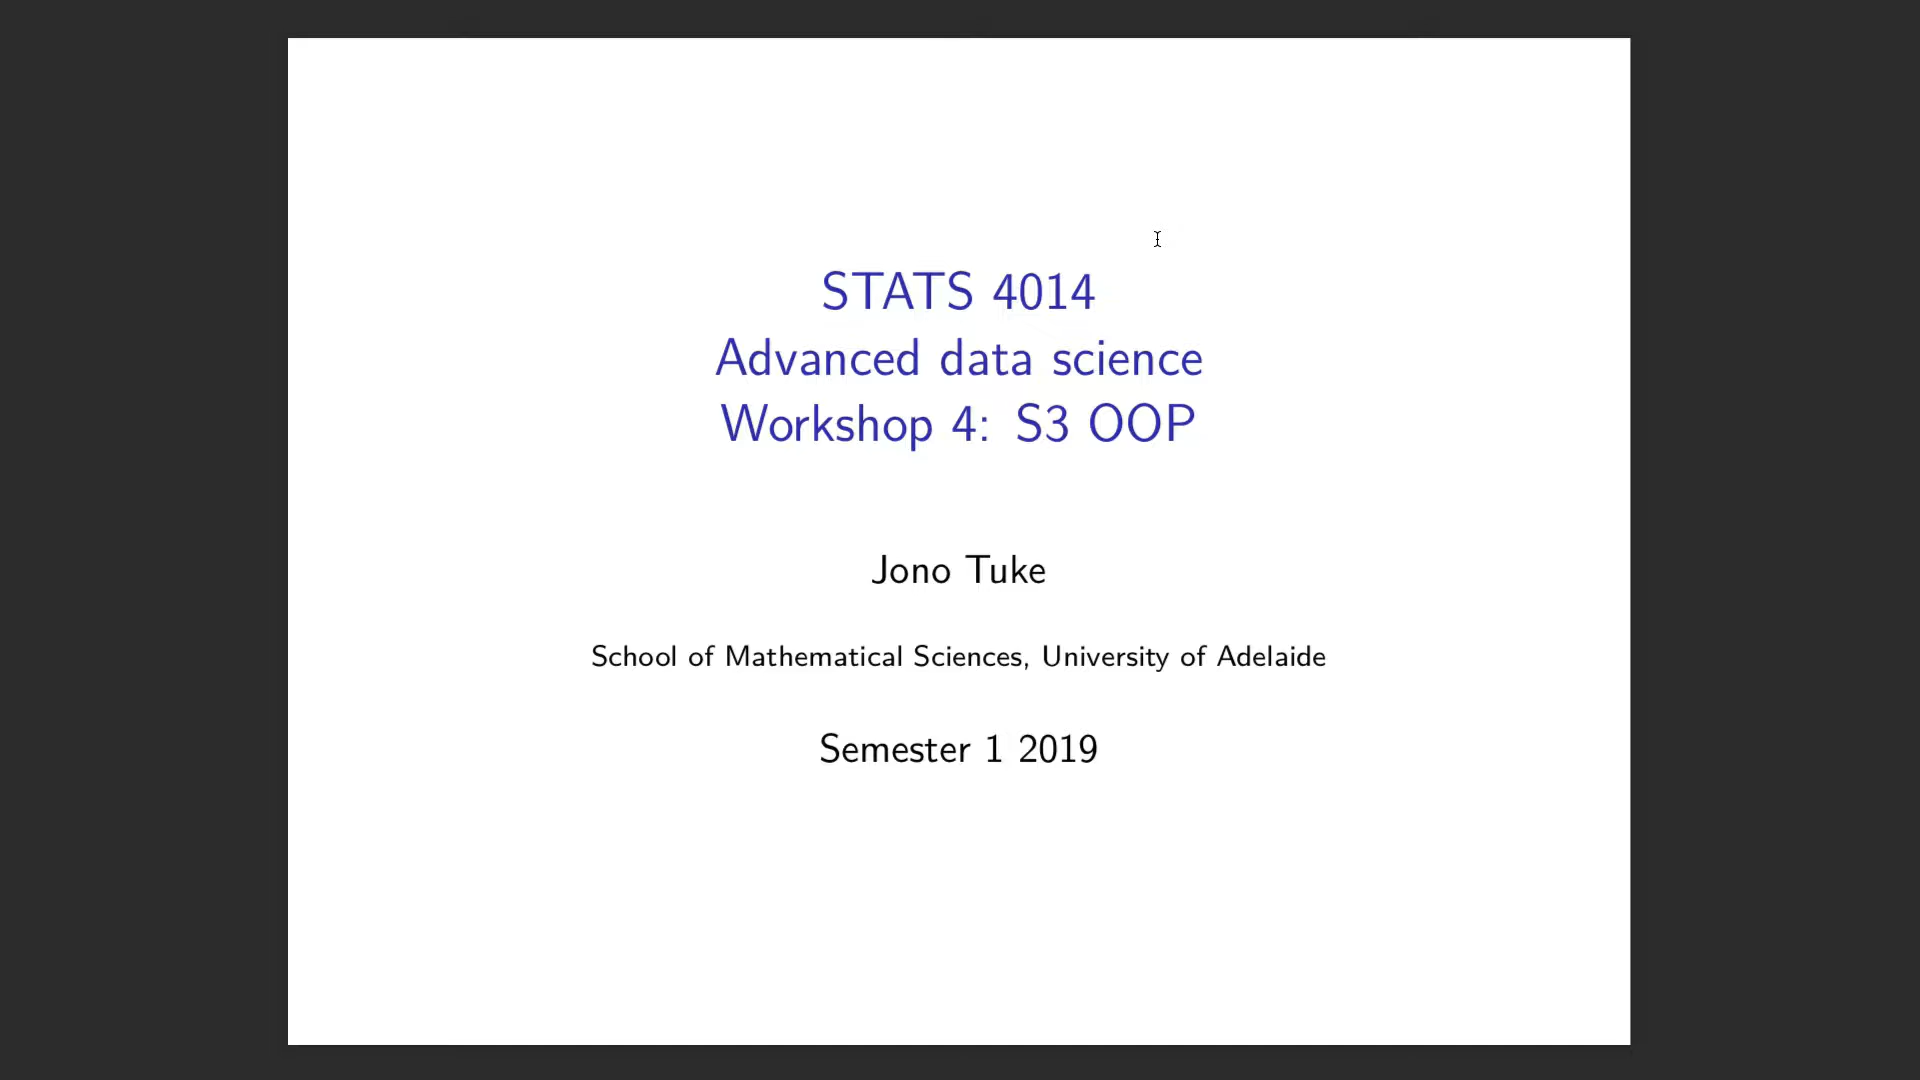 STATS 4014
Advanced data science
Workshop 4: S3 OOP
Jono Tuke
School of Mathematical Sciences, University of Adelaide
Semester 1 2019